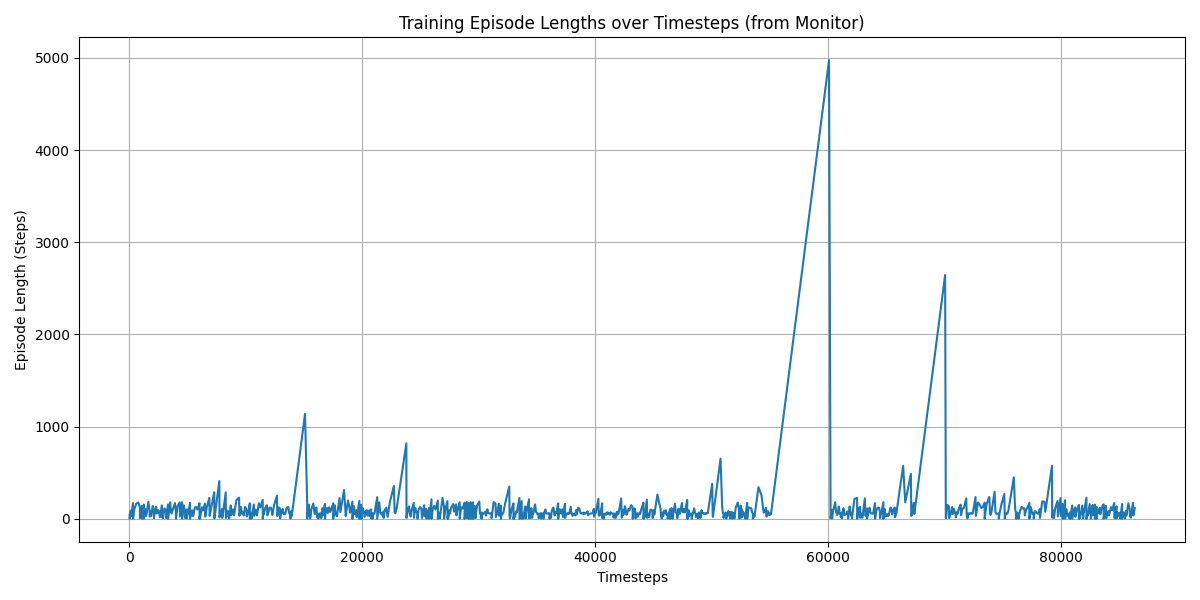 Training Episode Lengths over Timesteps (from Monitor)
5000
4000
3000
2000
1000
0
Episode Length (Steps)
0 20000 40000 60000 80000
Timesteps